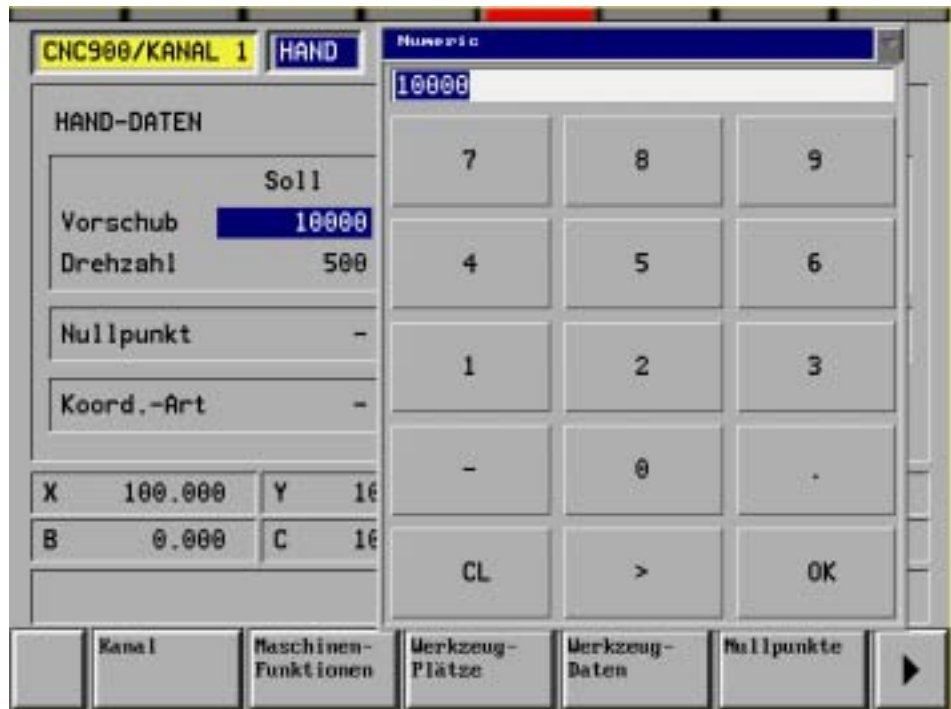 CNC900/KANAL 1 HAND
Numeric
10000
HAND-DATEN
Soll
Vorschub 10000
Drehzahl 500
Nullpunkt -
Koord.-Art -
X 100.000 Y 10
B 0.000 C 10
7 8 9
4 5 6
1 2 3
- 0 .
CL > OK
Kanal
Maschinen-
Funktionen
Werkzeug-
Plätze
Werkzeug-
Daten
Nullpunkte